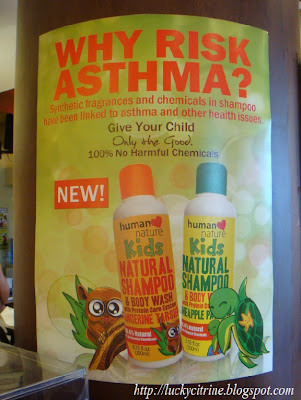 WHY RISK
ASTHMA?
Synthetic fragrances and chemicals in shampoo
have been linked to asthma and other health issues.
Give Your Child
Only the Good.
100% No Harmful Chemicals
NEW!
human nature
Kids
NATURAL
SHAMPOO
& BODY WASH
TANGERINE TARSIER
human nature
Kids
NATURAL
SHAMPOO
& BODY W
http://luckycitrine.blogspot.com